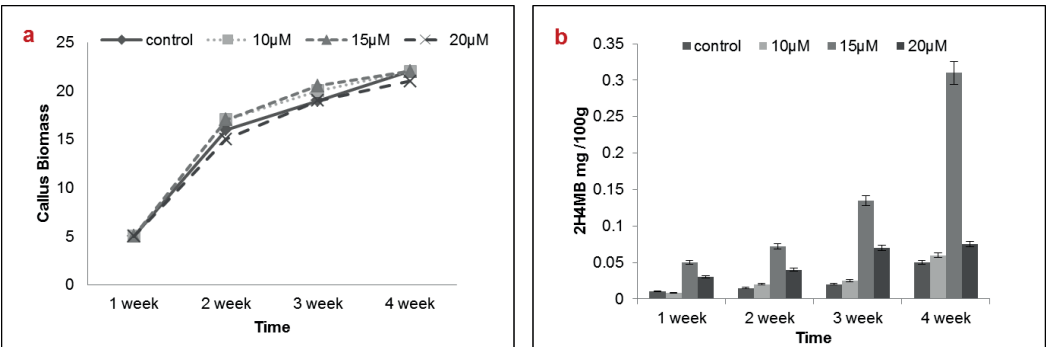 a
control 10µM 15µM 20µM
25
20
15
10
5
0
Callus Biomass
1 week 2 week 3 week 4 week
Time
b
control 10µM 15µM 20µM
0.35
0.3
0.25
0.2
0.15
0.1
0.05
0
2H4MB mg /100g
1 week 2 week 3 week 4 week
Time